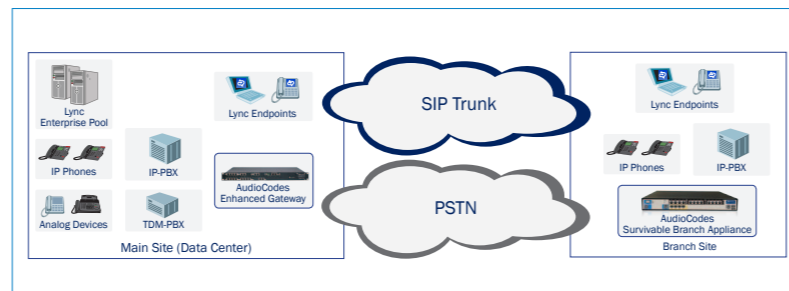 Lync
Enterprise Pool
Lync Endpoints
IP Phones
IP-PBX
AudioCodes
Enhanced Gateway
Analog Devices
TDM-PBX
Main Site (Data Center)
SIP Trunk
PSTN
Lync Endpoints
IP Phones
IP-PBX
AudioCodes
Survivable Branch Appliance
Branch Site